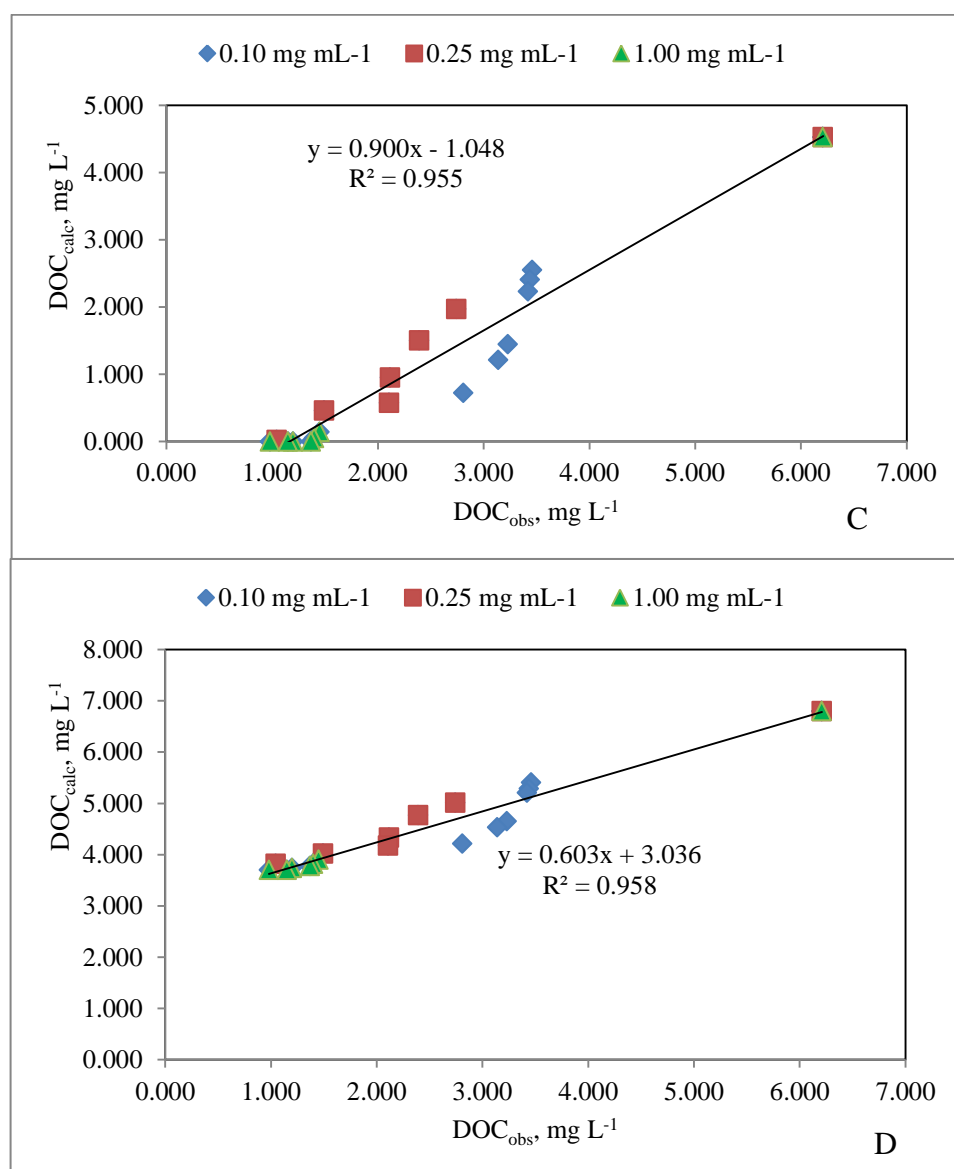 0.10 mg mL-1 0.25 mg mL-1 1.00 mg mL-1
5.000
4.000
3.000
2.000
1.000
0.000
DOCcalc, mg L-1
y = 0.900x - 1.048
R² = 0.955
0.000 1.000 2.000 3.000 4.000 5.000 6.000 7.000
DOCobs, mg L-1
C
0.10 mg mL-1 0.25 mg mL-1 1.00 mg mL-1
8.000
7.000
6.000
5.000
4.000
3.000
2.000
1.000
0.000
DOCcalc, mg L-1
y = 0.603x + 3.036
R² = 0.958
0.000 1.000 2.000 3.000 4.000 5.000 6.000 7.000
DOCobs, mg L-1
D